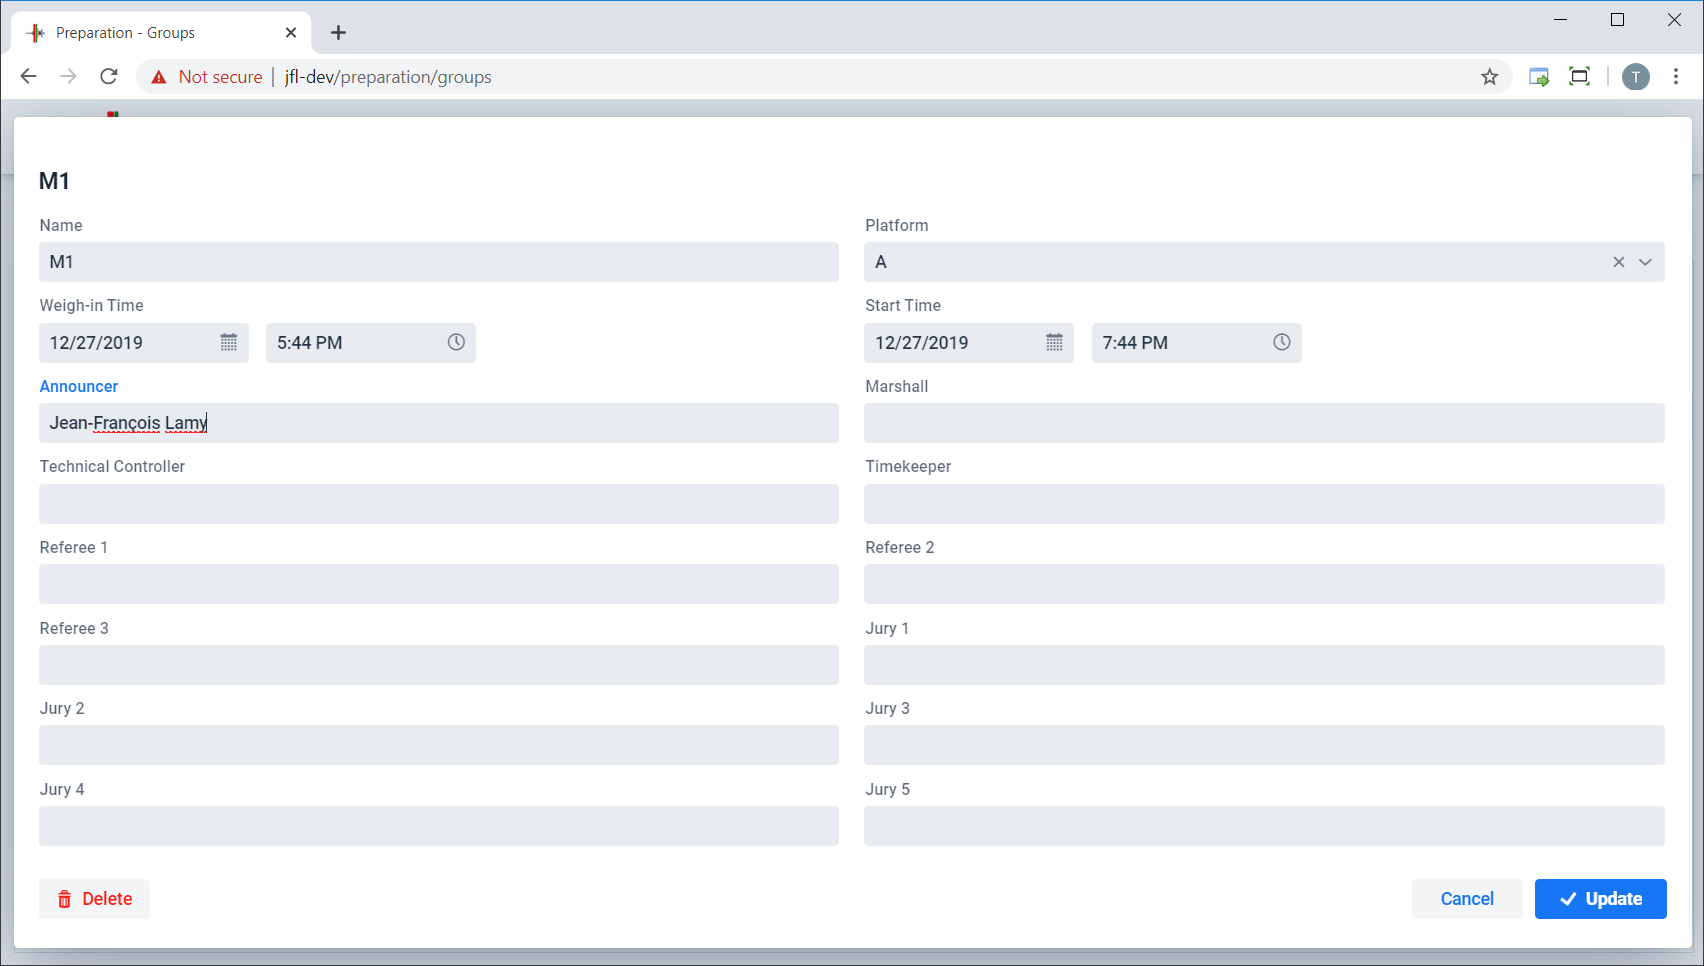 Preparation - Groups
Not secure | jfl-dev/preparation/groups
T
M1
Name
Platform
M1
A
Weigh-in Time
Start Time
12/27/2019
5:44 PM
12/27/2019
7:44 PM
Announcer
Marshall
Jean-François Lamy
Technical Controller
Timekeeper
Referee 1
Referee 2
Referee 3
Jury 1
Jury 2
Jury 3
Jury 4
Jury 5
Delete
Cancel
Update